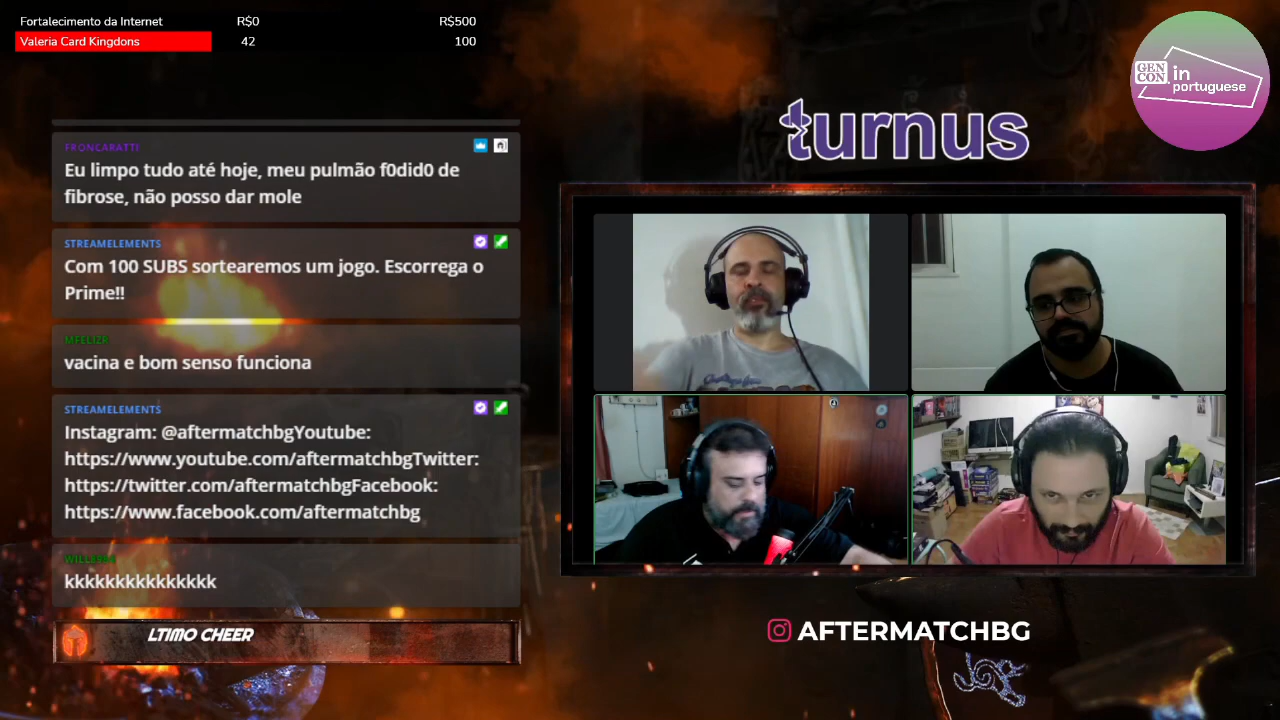 Fortalecimento da Internet R$0 R$500
Valeria Card Kingdons 42 100
GEN CON in portuguese
turnus
FRONCARATTI
Eu limpo tudo até hoje, meu pulmão f0did0 de
fibrose, não posso dar mole
STREAMELEMENTS
Com 100 SUBS sortearemos um jogo. Escorrega o
Prime!!
MFELIZR
vacina e bom senso funciona
STREAMELEMENTS
Instagram: @aftermatchbgYoutube:
https://www.youtube.com/aftermatchbgTwitter:
https://twitter.com/aftermatchbgFacebook:
https://www.facebook.com/aftermatchbg
kkkkkkkkkkkkkkk
LTIMO CHEER
AFTERMATCHBG